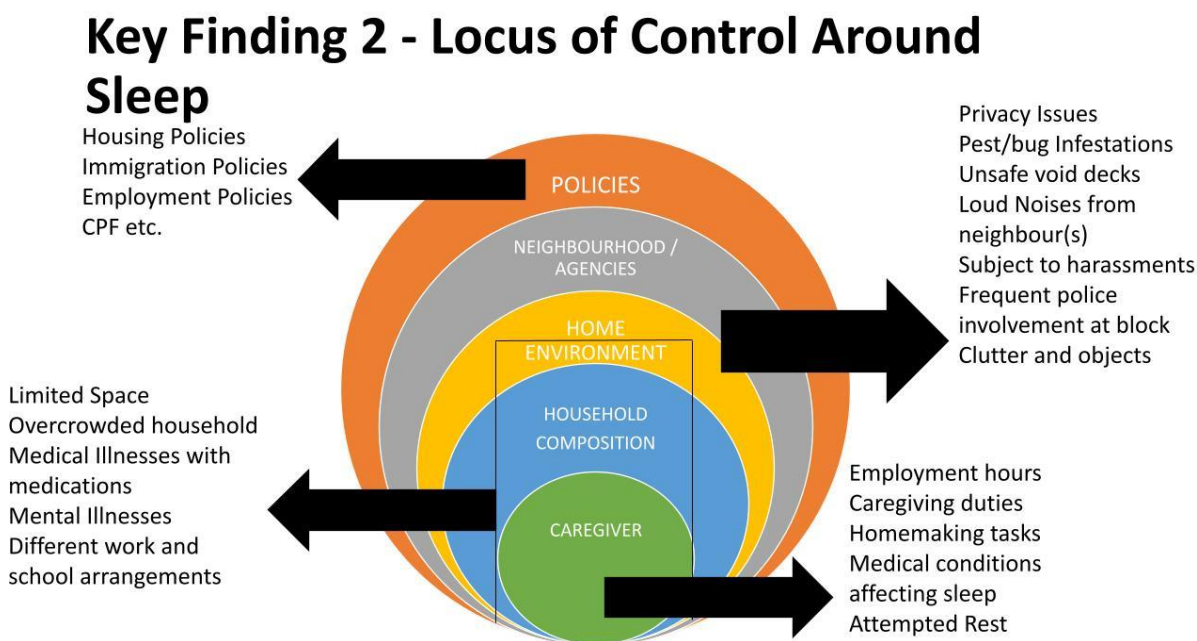 Key Finding 2 - Locus of Control Around
Sleep
Housing Policies
Immigration Policies
Employment Policies
CPF etc.
POLICIES
NEIGHBOURHOOD /
AGENCIES
HOME
ENVIRONMENT
HOUSEHOLD
COMPOSITION
CAREGIVER
Privacy Issues
Pest/bug Infestations
Unsafe void decks
Loud Noises from
neighbour(s)
Subject to harassments
Frequent police
involvement at block
Clutter and objects
Limited Space
Overcrowded household
Medical Illnesses with
medications
Mental Illnesses
Different work and
school arrangements
Employment hours
Caregiving duties
Homemaking tasks
Medical conditions
affecting sleep
Attempted Rest